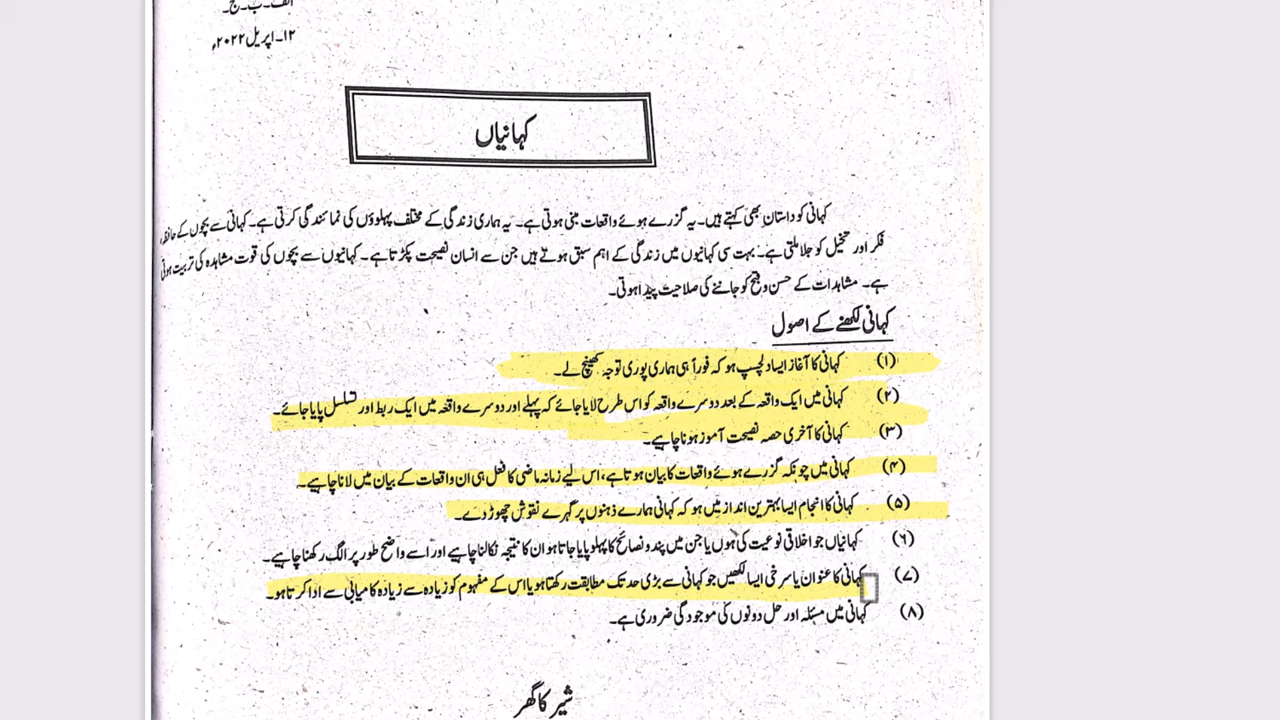 الف۔ب۔ج۔
۱۲۔اپریل۲۰۲۲ء
کہانیاں
کہانی کو داستان بھی کہتے ہیں۔ یہ گزرے ہوئے واقعات مبنی ہوتی ہے۔ یہ ہماری زندگی کے مختلف پہلوؤں کی نمائندگی کرتی ہے۔ کہانی سے بچوں کے حافظہ،
فکر اور تخیل کو جلا ملتی ہے۔ بہت سی کہانیوں میں زندگی کے اہم سبق ہوتے ہیں جن سے انسان نصیحت پکڑتا ہے۔ کہانیوں سے بچوں کی قوت مشاہدہ کی تربیت ہوتی
ہے۔ مشاہدات کے حسن و قبح کو جاننے کی صلاحیت پیدا ہوتی۔
کہانی لکھنے کے اصول
(۱) کہانی کا آغاز ایسا دلچسپ ہو کہ فوراً ہی ہماری پوری توجہ کھینچ لے۔
(۲) کہانی میں ایک واقعہ کے بعد دوسرے واقعہ کو اس طرح لایا جائے کہ پہلے اور دوسرے واقعہ میں ایک ربط اور تسلسل پایا جائے۔
(۳) کہانی کا آخری حصہ نصیحت آموز ہونا چاہیے۔
(۴) کہانی میں چونکہ گزرے ہوئے واقعات کا بیان ہوتا ہے، اس لیے زمانہ ماضی کا فعل ہی ان واقعات کے بیان میں لانا چاہیے۔
(۵) کہانی کا انجام ایسا بہترین انداز میں ہو کہ کہانی ہمارے ذہنوں پر گہرے نقوش چھوڑ دے۔
(۶) کہانیاں جو اخلاقی نوعیت کی ہوں یا جن میں پند و نصائح کا پہلو پایا جاتا ہو ان کا نتیجہ نکالنا چاہیے اور اسے واضح طور پر الگ رکھنا چاہیے۔
(۷) کہانی کا عنوان یا سرخی ایسا لکھیں جو کہانی سے بڑی حد تک مطابقت رکھتا ہو یا اس کے مفہوم کو زیادہ سے زیادہ کامیابی سے ادا کرتا ہو۔
(۸) کہانی میں مسئلہ اور حل دونوں کی موجودگی ضروری ہے۔
شیر کا گھر